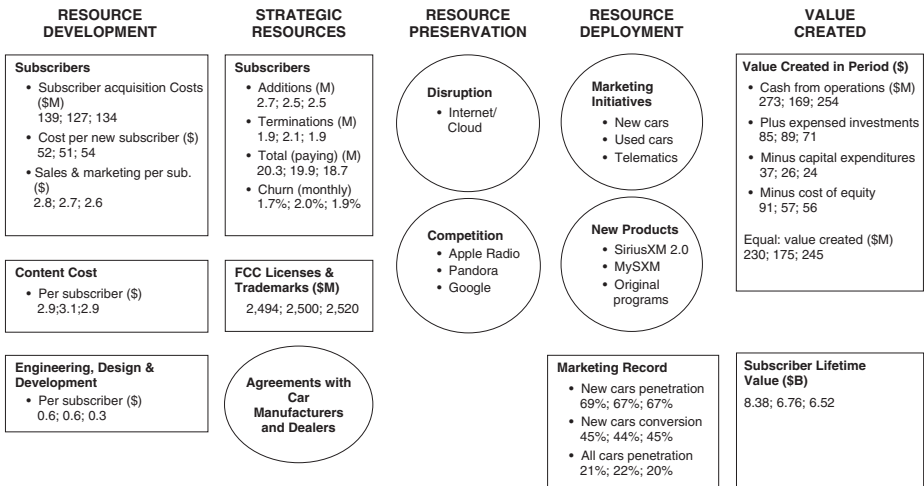 RESOURCE
DEVELOPMENT
Subscribers
• Subscriber acquisition Costs
($M)
139; 127; 134
• Cost per new subscriber ($)
52; 51; 54
• Sales & marketing per sub.
($)
2.8; 2.7; 2.6
Content Cost
• Per subscriber ($)
2.9;3.1;2.9
Engineering, Design &
Development
• Per subscriber ($)
0.6; 0.6; 0.3
STRATEGIC
RESOURCES
Subscribers
• Additions (M)
2.7; 2.5; 2.5
• Terminations (M)
1.9; 2.1; 1.9
• Total (paying) (M)
20.3; 19.9; 18.7
• Churn (monthly)
1.7%; 2.0%; 1.9%
FCC Licenses &
Trademarks ($M)
2,494; 2,500; 2,520
Agreements with
Car
Manufacturers
and Dealers
RESOURCE
PRESERVATION
Disruption
• Internet/
Cloud
Competition
• Apple Radio
• Pandora
• Google
RESOURCE
DEPLOYMENT
Marketing
Initiatives
• New cars
• Used cars
• Telematics
New Products
• SiriusXM 2.0
• MySXM
• Original
programs
Marketing Record
• New cars penetration
69%; 67%; 67%
• New cars conversion
45%; 44%; 45%
• All cars penetration
21%; 22%; 20%
VALUE
CREATED
Value Created in Period ($)
• Cash from operations ($M)
273; 169; 254
• Plus expensed investments
85; 89; 71
• Minus capital expenditures
37; 26; 24
• Minus cost of equity
91; 57; 56
Equal: value created ($M)
230; 175; 245
Subscriber Lifetime
Value ($B)
8.38; 6.76; 6.52